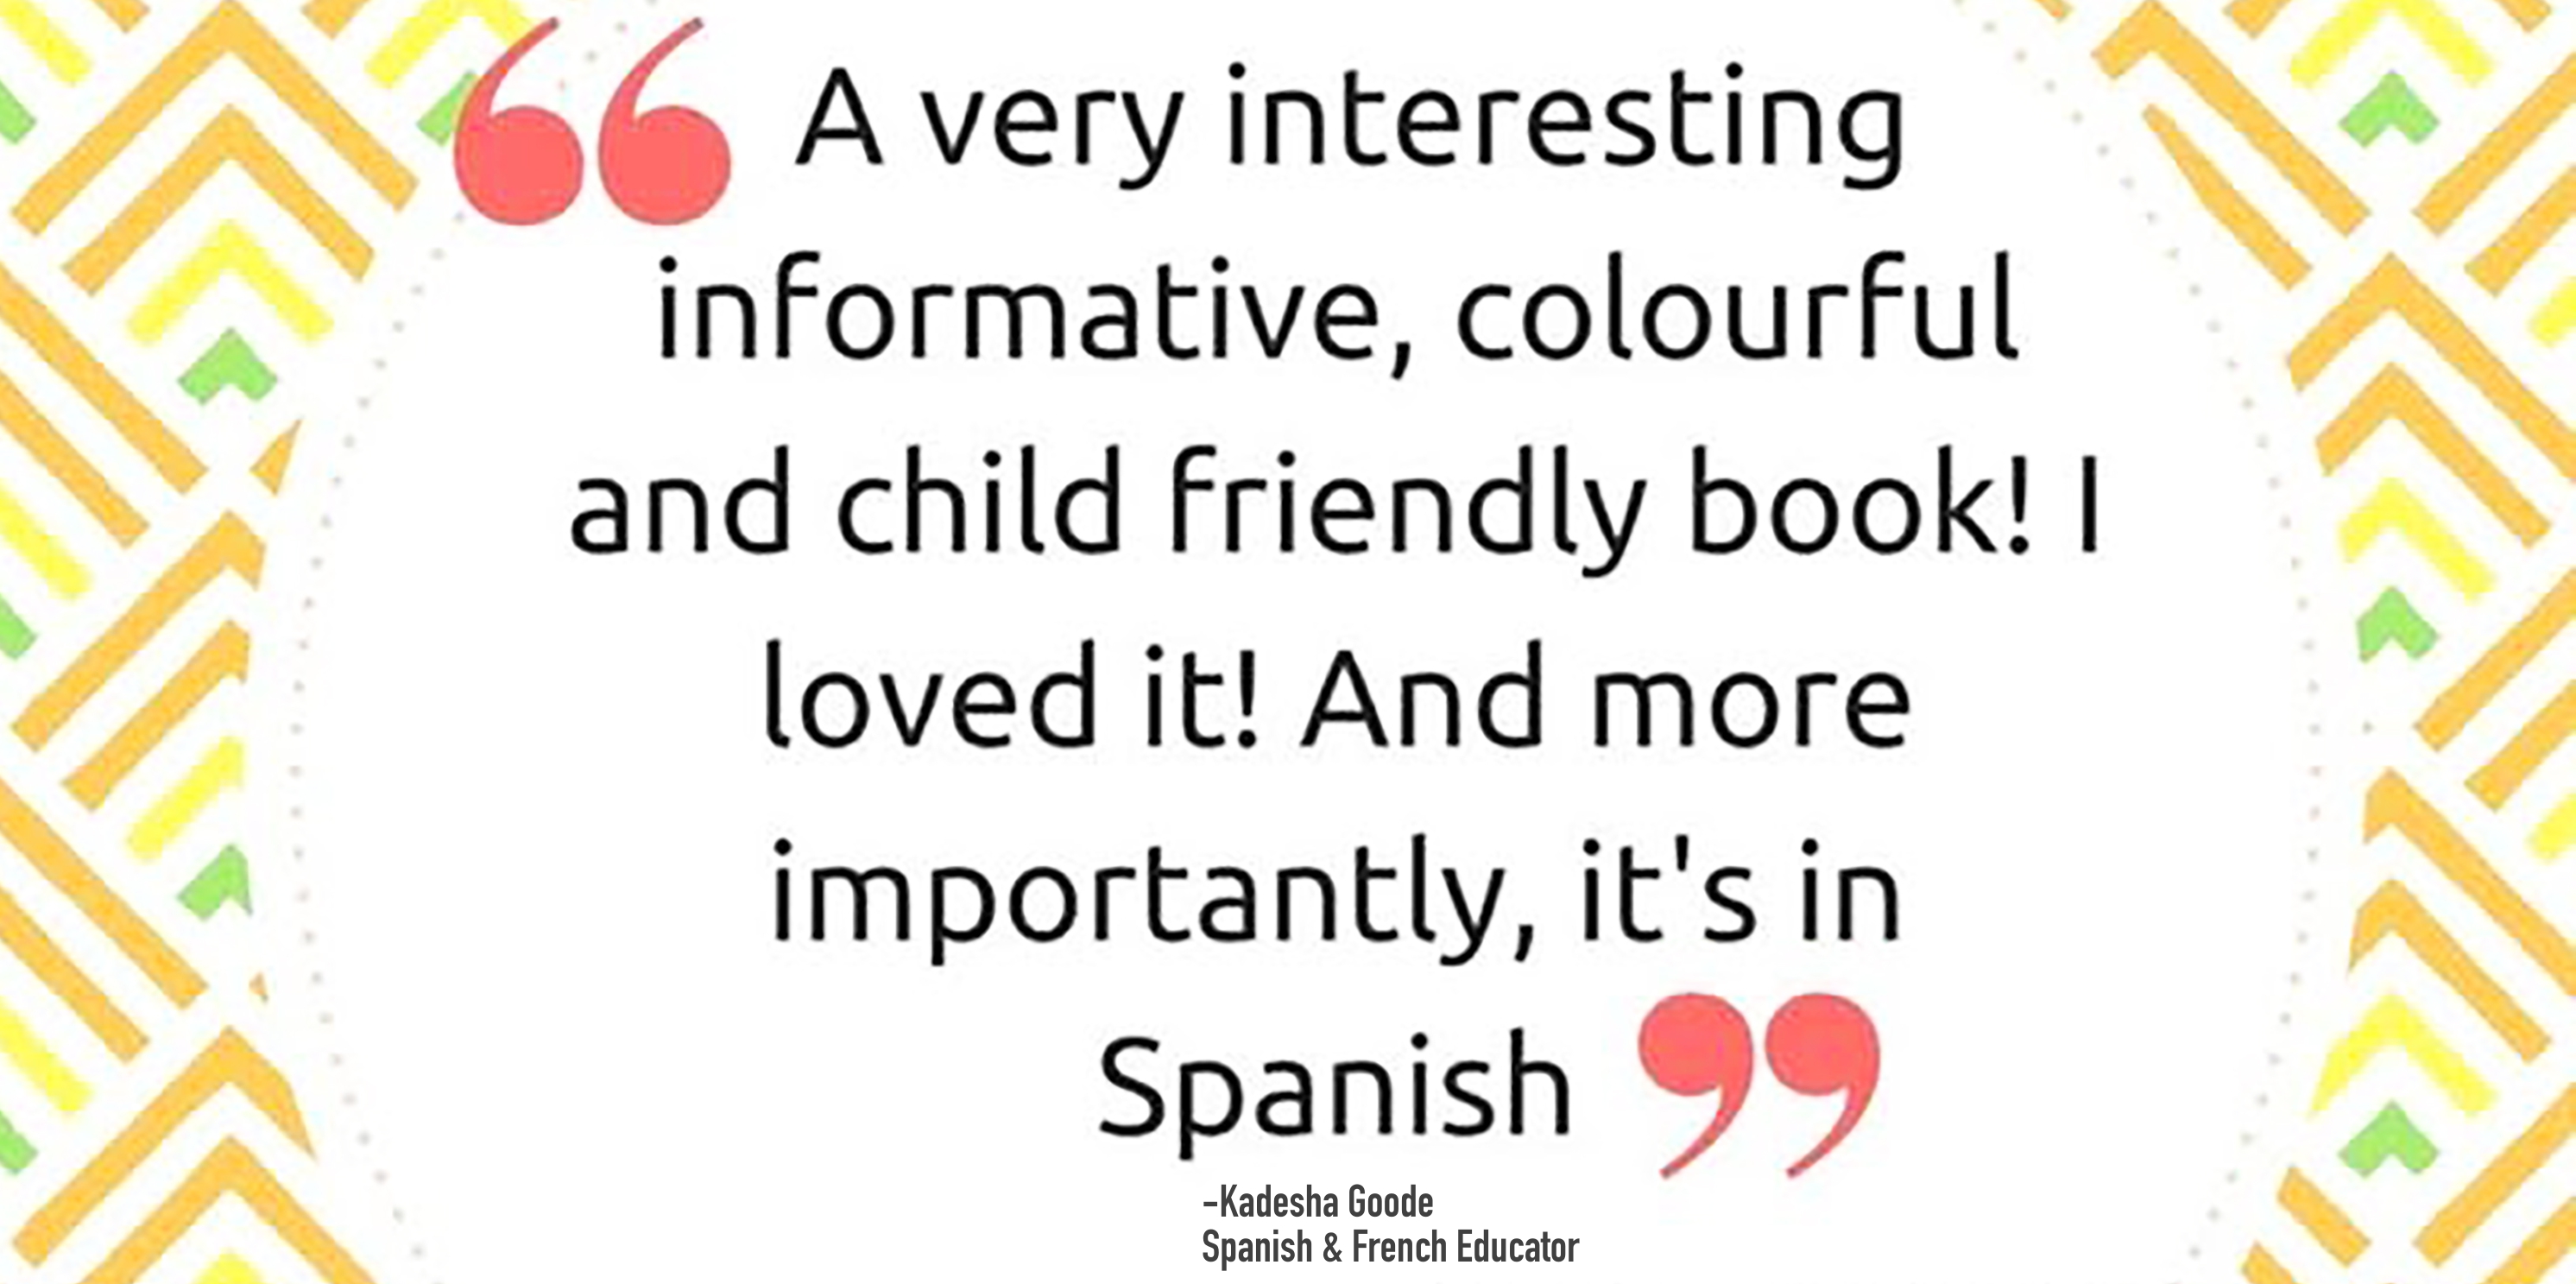 “ A very interesting
informative, colourful
and child friendly book! I
loved it! And more
importantly, it's in
Spanish ”
–Kadesha Goode
Spanish & French Educator